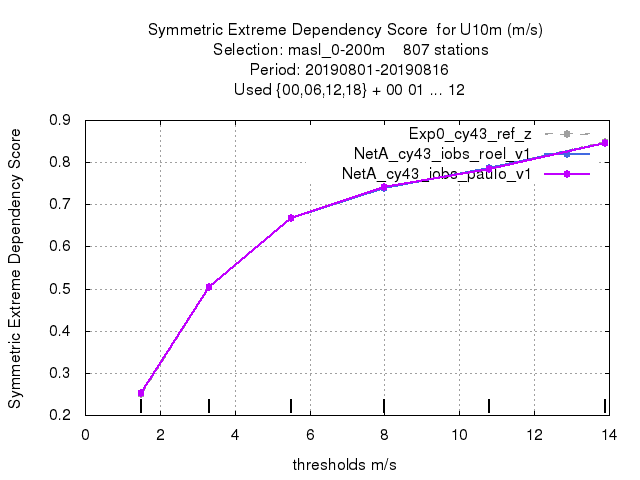 Symmetric Extreme Dependency Score  for U10m (m/s)
Selection: masl_0-200m    807 stations
Period: 20190801-20190816
Used {00,06,12,18} + 00 01 ... 12
Symmetric Extreme Dependency Score
0.9
0.8
0.7
0.6
0.5
0.4
0.3
0.2
Exp0_cy43_ref_z
NetA_cy43_iobs_roel_v1
NetA_cy43_iobs_paulo_v1
0 2 4 6 8 10 12 14
thresholds m/s